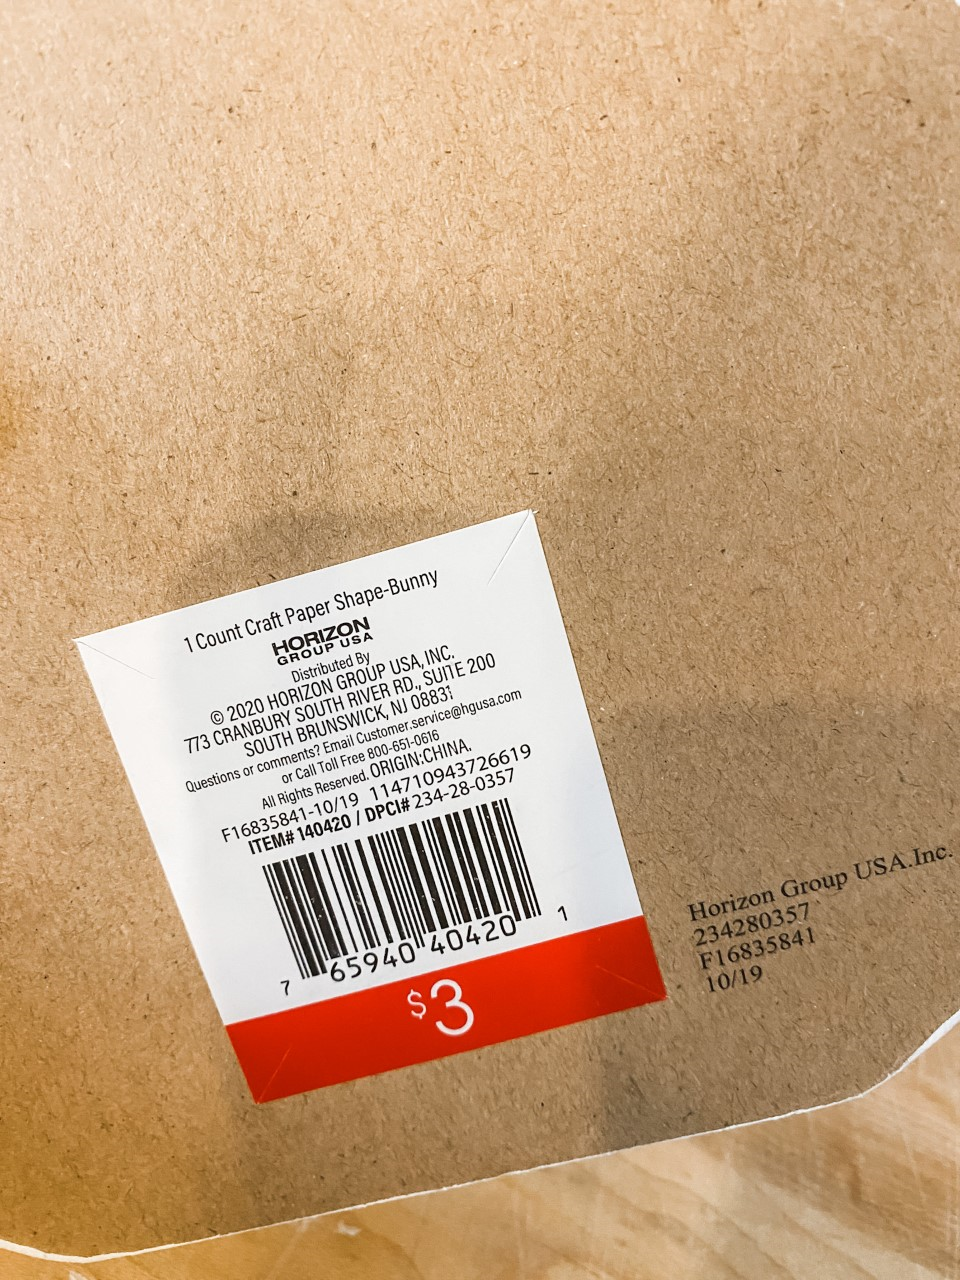 1 Count Craft Paper Shape-Bunny
HORIZON
GROUP USA
Distributed By
© 2020 HORIZON GROUP USA, INC.
773 CRANBURY SOUTH RIVER RD., SUITE 200
SOUTH BRUNSWICK, NJ 08831
Questions or comments? Email Customer.service@hgusa.com
or Call Toll Free 800-651-0616
All Rights Reserved. ORIGIN:CHINA.
F16835841-10/19 114710943726619
ITEM# 140420 / DPCI# 234-28-0357
7 65940 40420 1
$3
Horizon Group USA.Inc.
234280357
F16835841
10/19